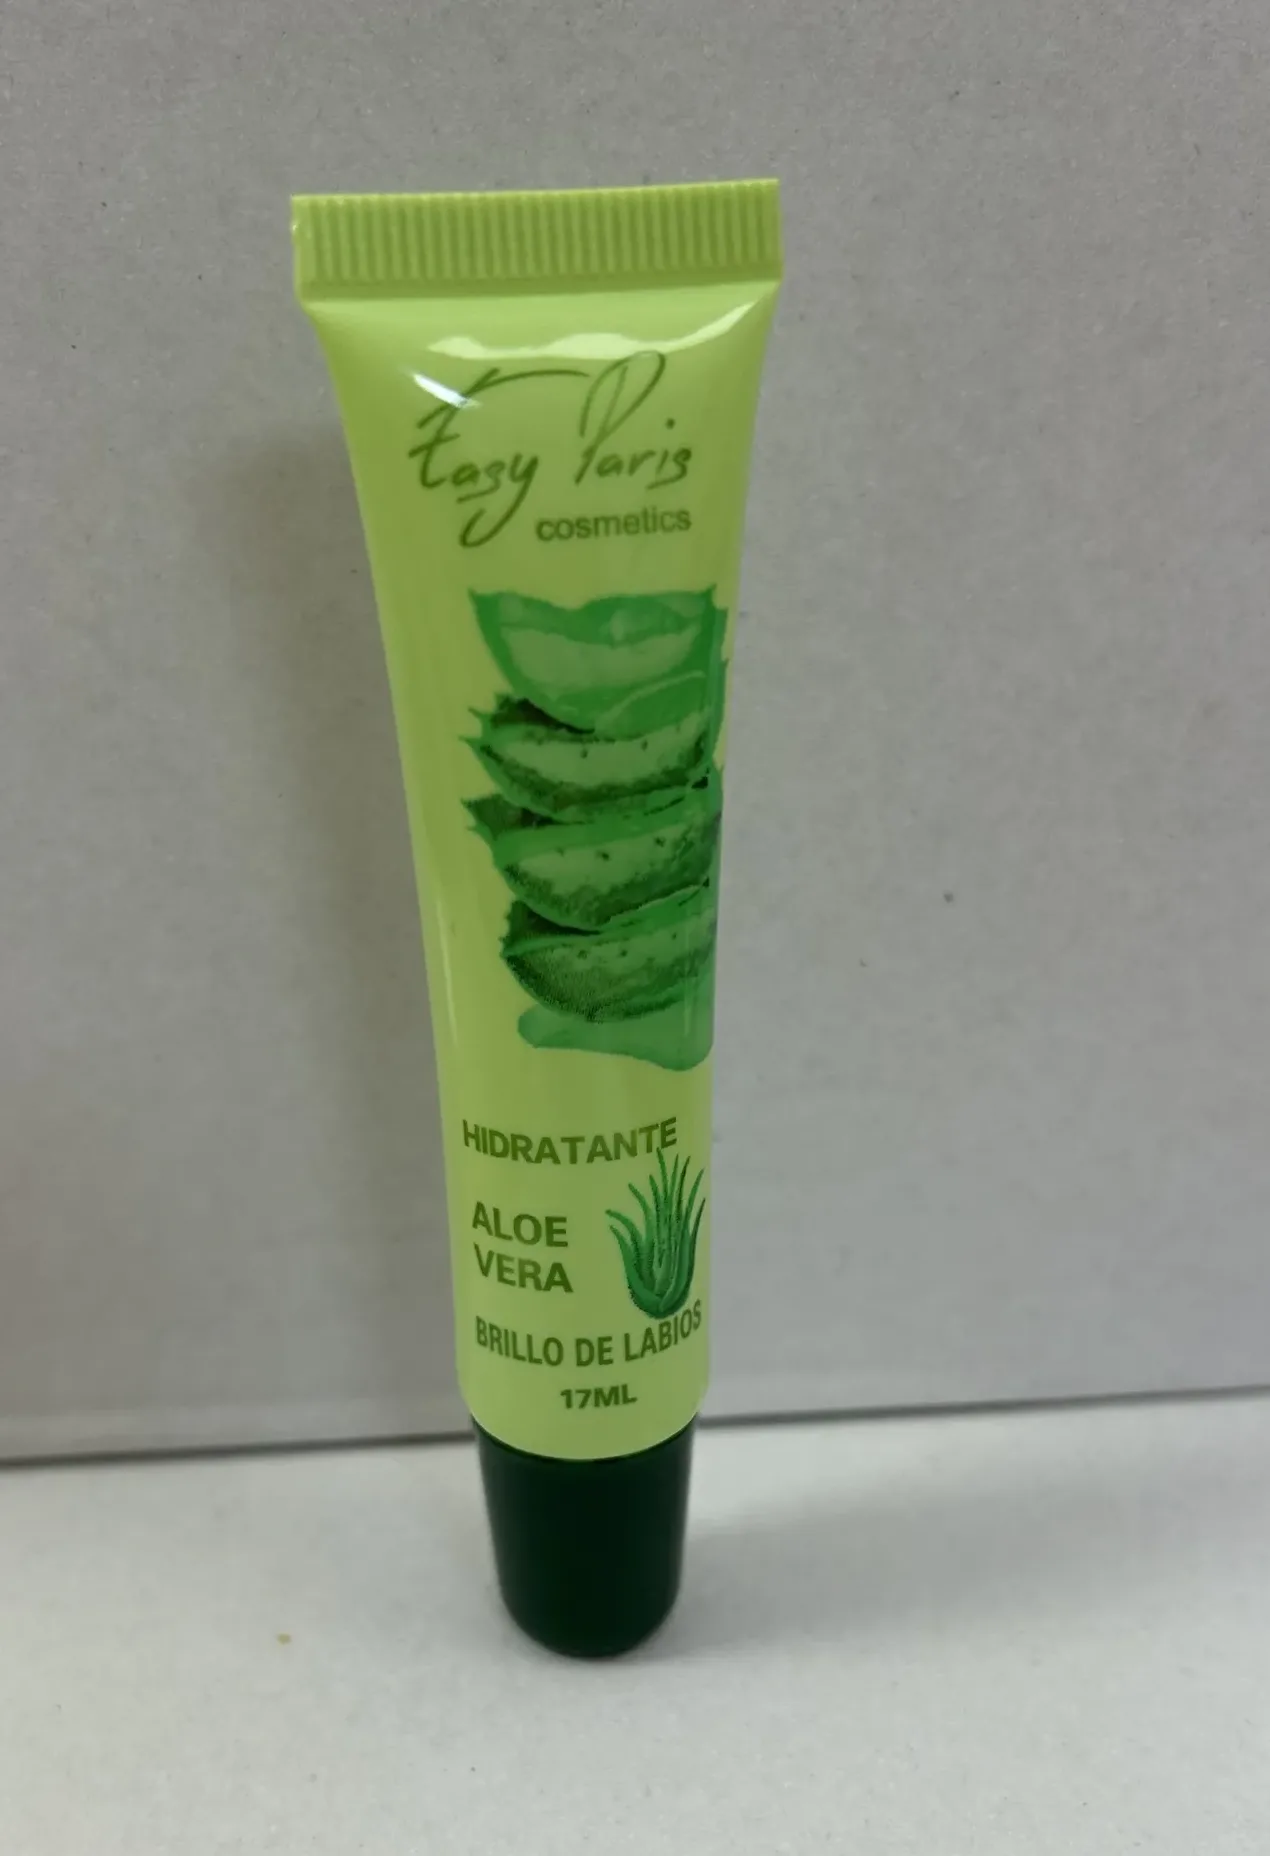 Easy Paris
cosmetics
HIDRATANTE
ALOE
VERA
BRILLO DE LABIOS
17ML